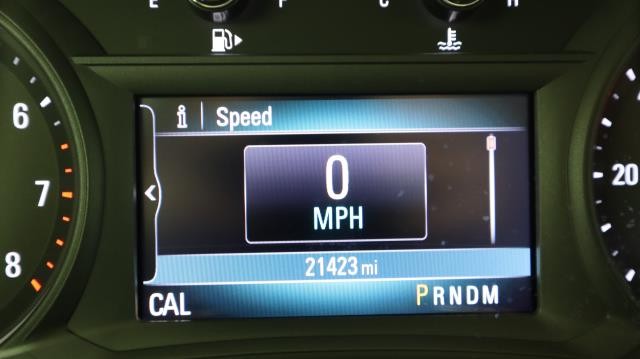 E F C H
i Speed
6
0
7
20
MPH
21423 mi
8
CAL PRNDM